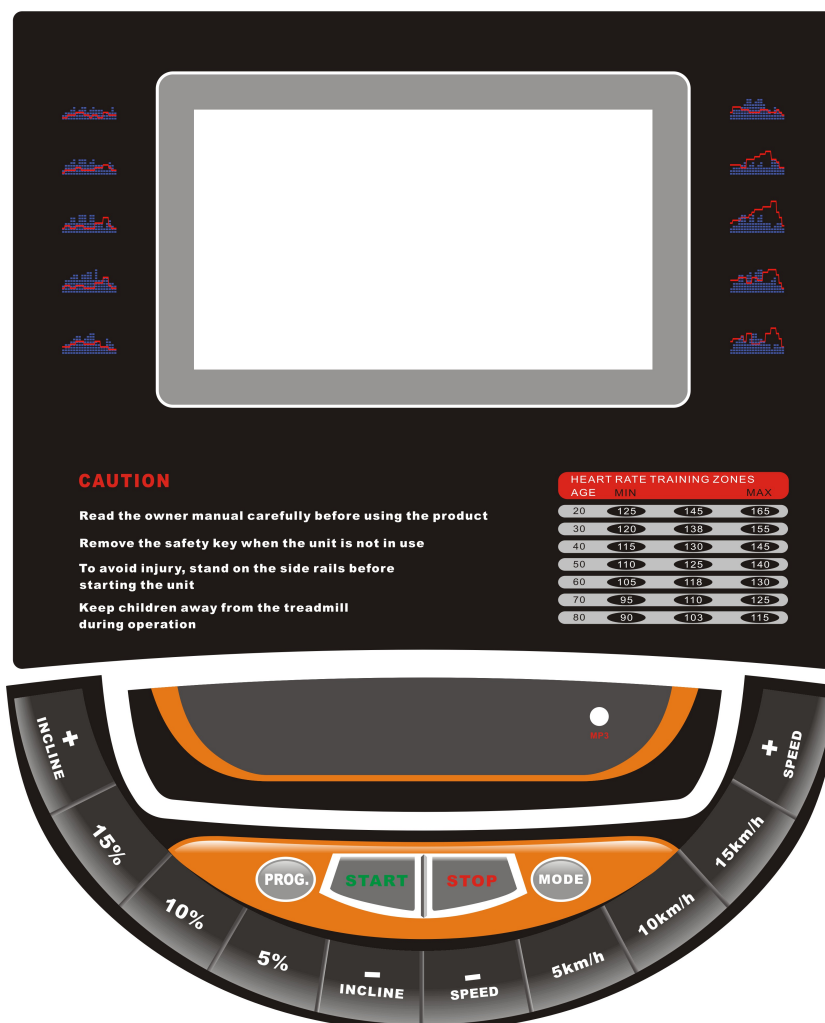 CAUTION
Read the owner manual carefully before using the product
Remove the safety key when the unit is not in use
To avoid injury, stand on the side rails before
starting the unit
Keep children away from the treadmill
during operation
HEART RATE TRAINING ZONES
AGE MIN MAX
20 125 145 165
30 120 138 155
40 115 130 145
50 110 125 140
60 105 118 130
70 95 110 125
80 90 103 115
MP3
+
INCLINE
15%
10%
5%
-
INCLINE
-
SPEED
5km/h
10km/h
15km/h
+
SPEED
PROG.
START
STOP
MODE